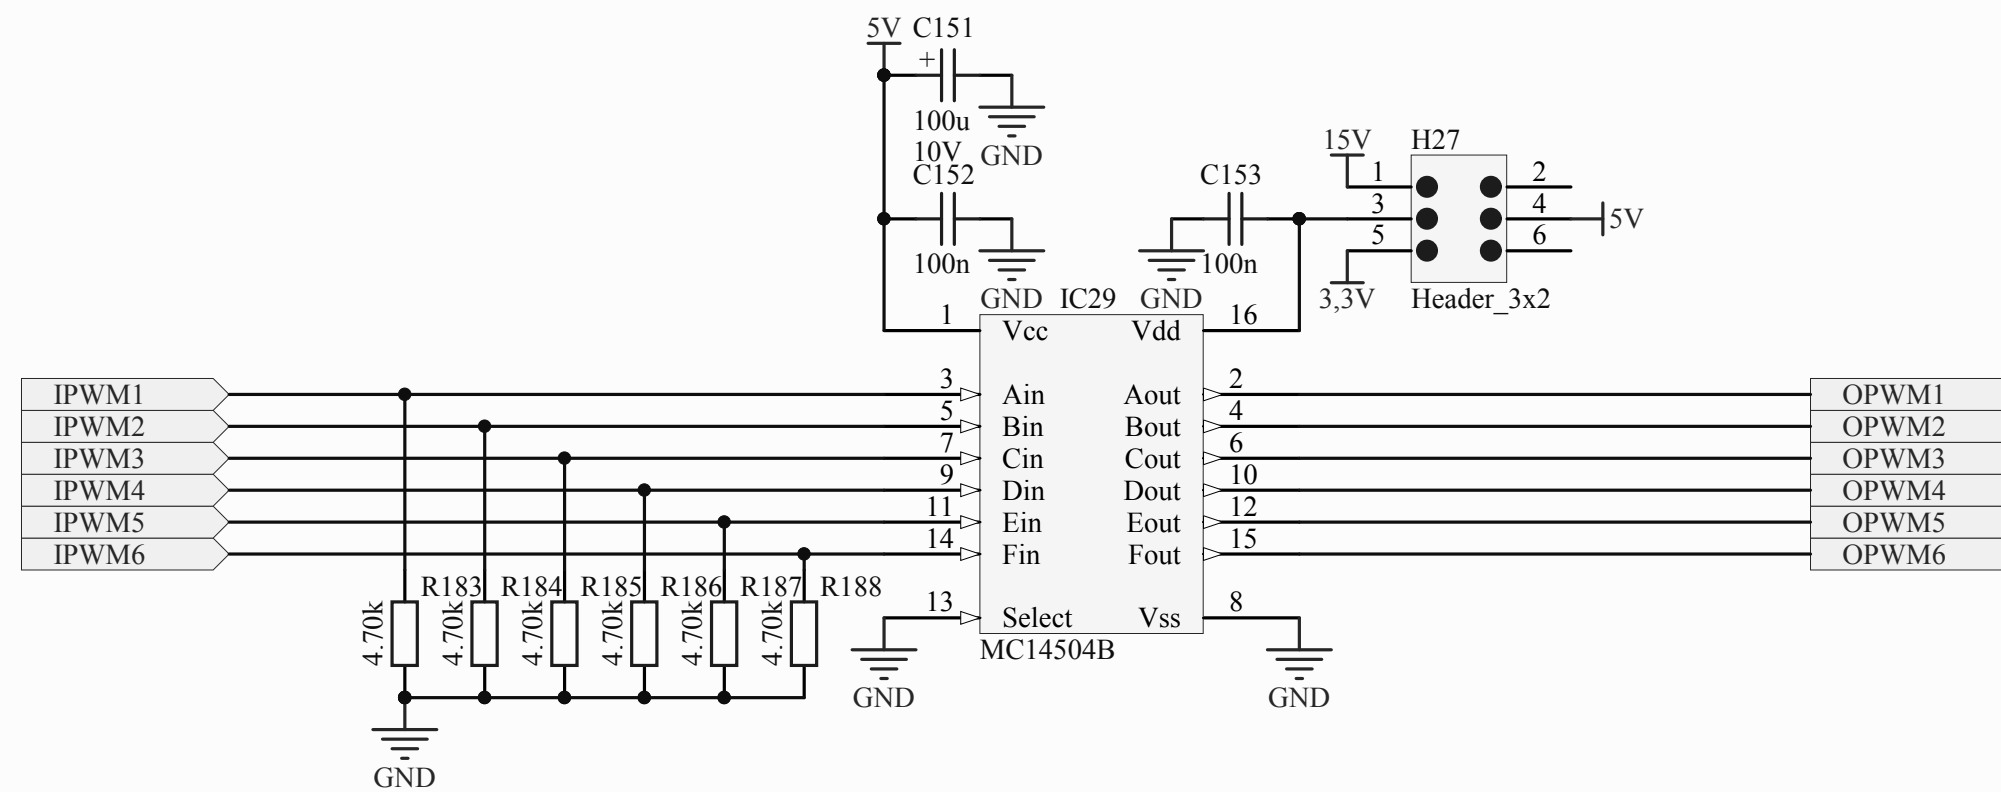 5V C151
+
100u
10V GND
C152
100n
GND
15V H27
C153 1 2
3 4
5V
5 6
100n
GND
3,3V Header_3x2
IC29
1 Vcc Vdd 16
IPWM1 3 Ain Aout 2 OPWM1
IPWM2 5 Bin Bout 4 OPWM2
IPWM3 7 Cin Cout 6 OPWM3
IPWM4 9 Din Dout 10 OPWM4
IPWM5 11 Ein Eout 12 OPWM5
IPWM6 14 Fin Fout 15 OPWM6
R183 R184 R185 R186 R187 R188
4.70k 4.70k 4.70k 4.70k 4.70k 4.70k
13 Select Vss 8
MC14504B
GND GND
GND